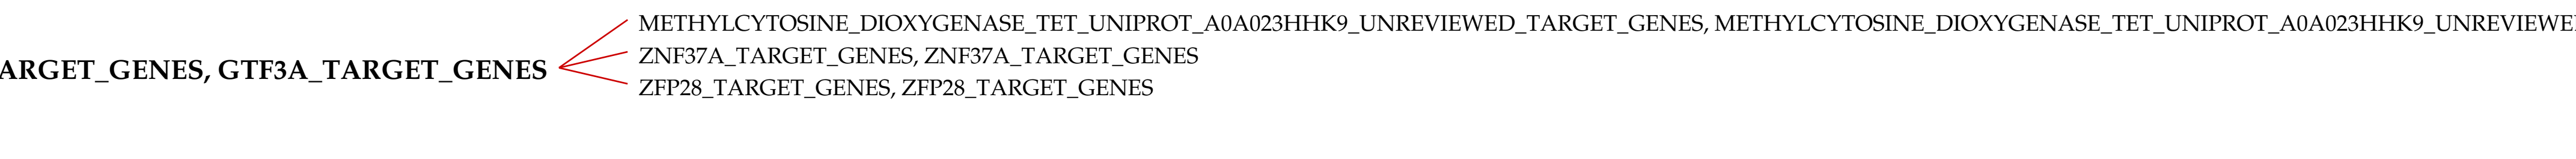 METHYLCYTOSINE_DIOXYGENASE_TET_UNIPROT_A0A023HHK9_UNREVIEWED_TARGET_GENES, METHYLCYTOSINE_DIOXYGENASE_TET_UNIPROT_A0A023HHK9_UNREVIEWE
ZNF37A_TARGET_GENES, ZNF37A_TARGET_GENES
ARGET_GENES, GTF3A_TARGET_GENES
ZFP28_TARGET_GENES, ZFP28_TARGET_GENES